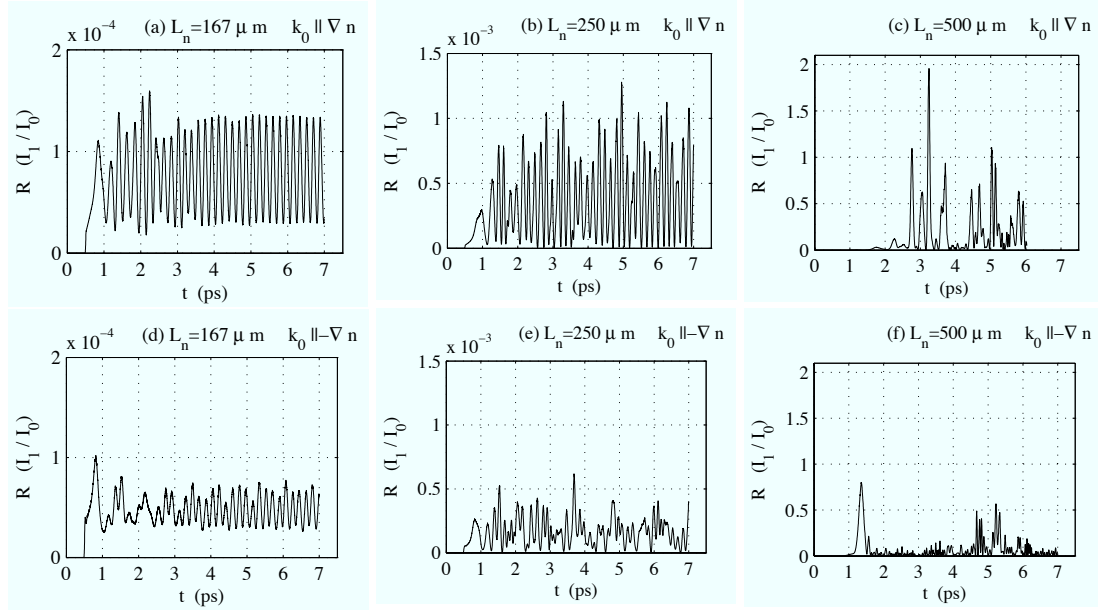 (a) L_n=167 μ m k_0 || ∇ n
x 10^-4
2
1
0
R (I_1 / I_0)
0 1 2 3 4 5 6 7
t (ps)
(b) L_n=250 μ m k_0 || ∇ n
x 10^-3
1.5
1
0.5
0
R (I_1 / I_0)
0 1 2 3 4 5 6 7
t (ps)
(c) L_n=500 μ m k_0 || ∇ n
2
1.5
1
0.5
0
R (I_1 / I_0)
0 1 2 3 4 5 6 7
t (ps)
(d) L_n=167 μ m k_0 ||–∇ n
x 10^-4
2
1
0
R (I_1 / I_0)
0 1 2 3 4 5 6 7
t (ps)
(e) L_n=250 μ m k_0 ||–∇ n
x 10^-3
1.5
1
0.5
0
R (I_1 / I_0)
0 1 2 3 4 5 6 7
t (ps)
(f) L_n=500 μ m k_0 ||–∇ n
2
1.5
1
0.5
0
R (I_1 / I_0)
0 1 2 3 4 5 6 7
t (ps)